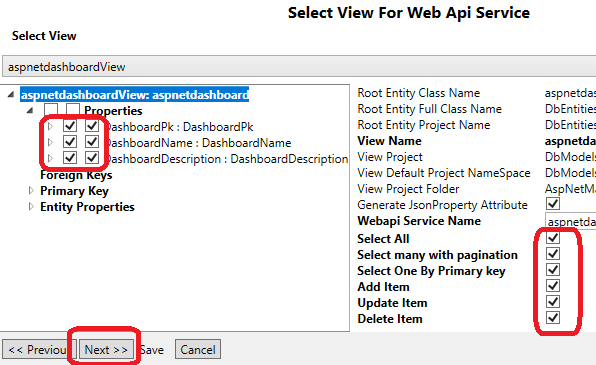 Select View For Web Api Service
Select View
aspnetdashboardView
aspnetdashboardView: aspnetdashboard
Properties
DashboardPk : DashboardPk
DashboardName : DashboardName
DashboardDescription : DashboardDescription
Foreign Keys
Primary Key
Entity Properties
Root Entity Class Name aspnetdas
Root Entity Full Class Name DbEntities
Root Entity Project Name DbEntities
View Name aspnetda
View Project DbModels
View Default Project NameSpace DbModels
View Project Folder AspNetMa
Generate JsonProperty Attribute
Webapi Service Name aspnetda
Select All
Select many with pagination
Select One By Primary key
Add Item
Update Item
Delete Item
<< Previou Next >> Save Cancel